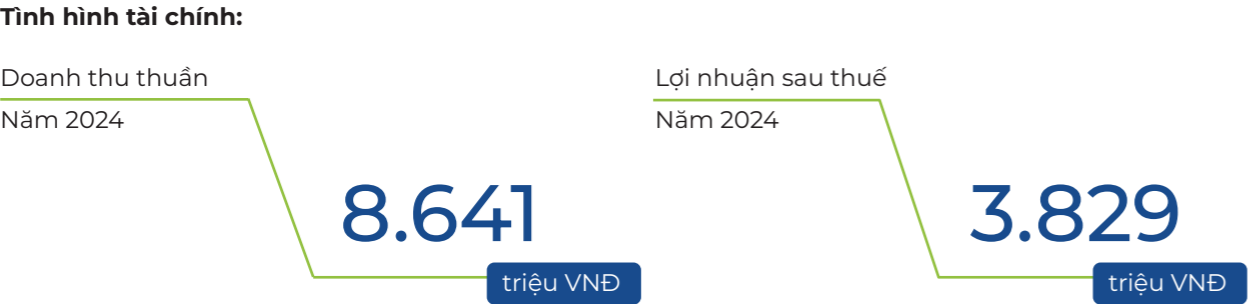 Tình hình tài chính:
Doanh thu thuần
Năm 2024
8.641
triệu VNĐ
Lợi nhuận sau thuế
Năm 2024
3.829
triệu VNĐ